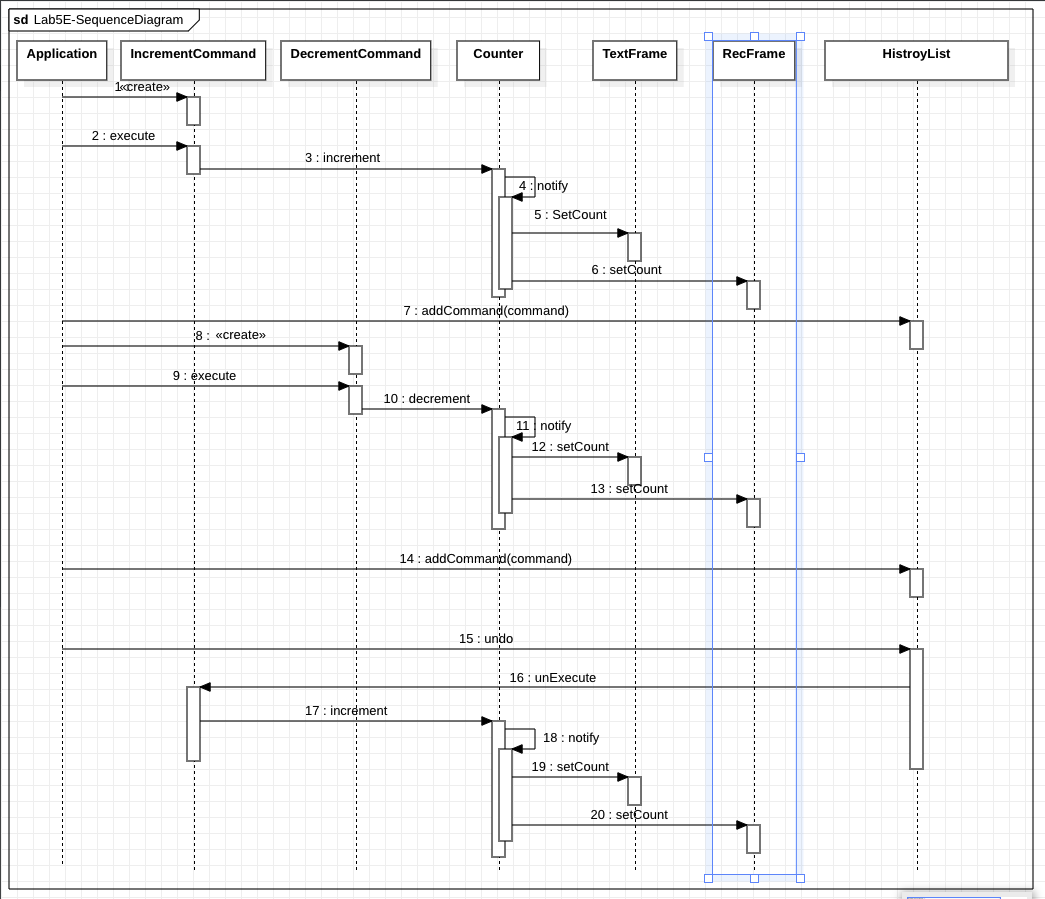 sd Lab5E-SequenceDiagram
Application
IncrementCommand
DecrementCommand
Counter
TextFrame
RecFrame
HistroyList
1 «create»
2 : execute
3 : increment
4 : notify
5 : SetCount
6 : setCount
7 : addCommand(command)
8 : «create»
9 : execute
10 : decrement
11 : notify
12 : setCount
13 : setCount
14 : addCommand(command)
15 : undo
16 : unExecute
17 : increment
18 : notify
19 : setCount
20 : setCount